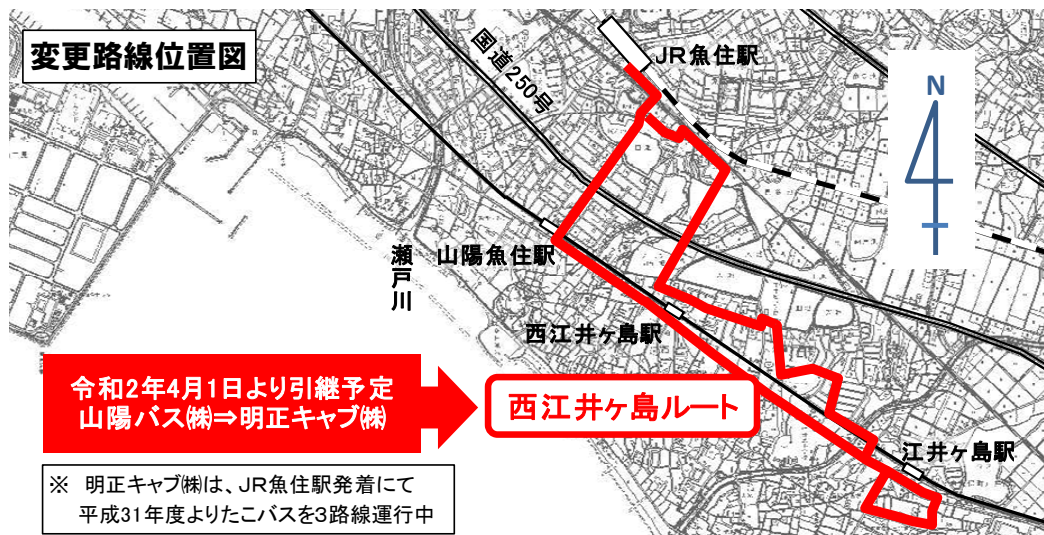 変更路線位置図
国道250号
JR魚住駅
N
瀬戸川
山陽魚住駅
西江井ヶ島駅
令和2年4月1日より引継予定
山陽バス㈱⇒明正キャブ㈱
西江井ヶ島ルート
江井ヶ島駅
※ 明正キャブ㈱は、JR魚住駅発着にて
平成31年度よりたこバスを3路線運行中